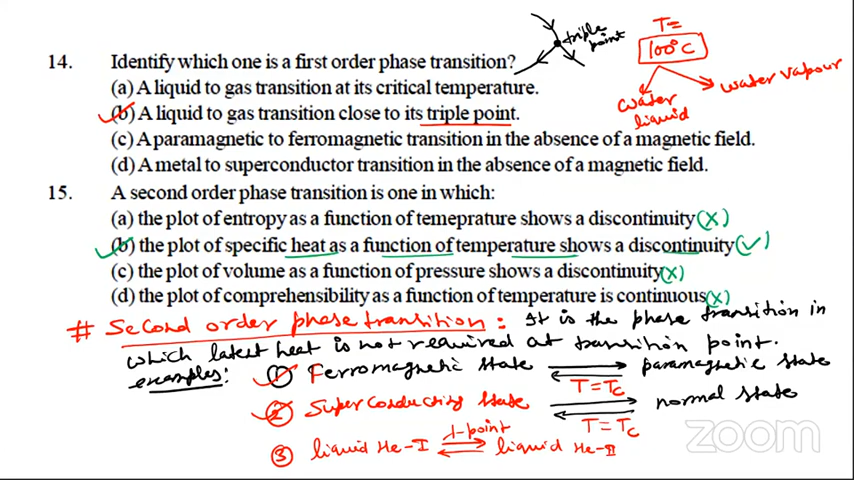 14. Identify which one is a first order phase transition?
triple point
T=
100°C
water liquid
water vapour
(a) A liquid to gas transition at its critical temperature.
(b) A liquid to gas transition close to its triple point.
(c) A paramagnetic to ferromagnetic transition in the absence of a magnetic field.
(d) A metal to superconductor transition in the absence of a magnetic field.
15. A second order phase transition is one in which:
(a) the plot of entropy as a function of temeprature shows a discontinuity (x)
(b) the plot of specific heat as a function of temperature shows a discontinuity (✓)
(c) the plot of volume as a function of pressure shows a discontinuity (x)
(d) the plot of comprehensibility as a function of temperature is continuous (x)
# Second order phase transition: It is the phase transition in
which latest heat is not required at transition point.
examples: ① Ferromagnetic state ⇌ paramagnetic state
T=Tc
② Superconducting state ⇌ normal state
T=Tc
λ-point
③ liquid He-I ⇌ liquid He-II
zoom